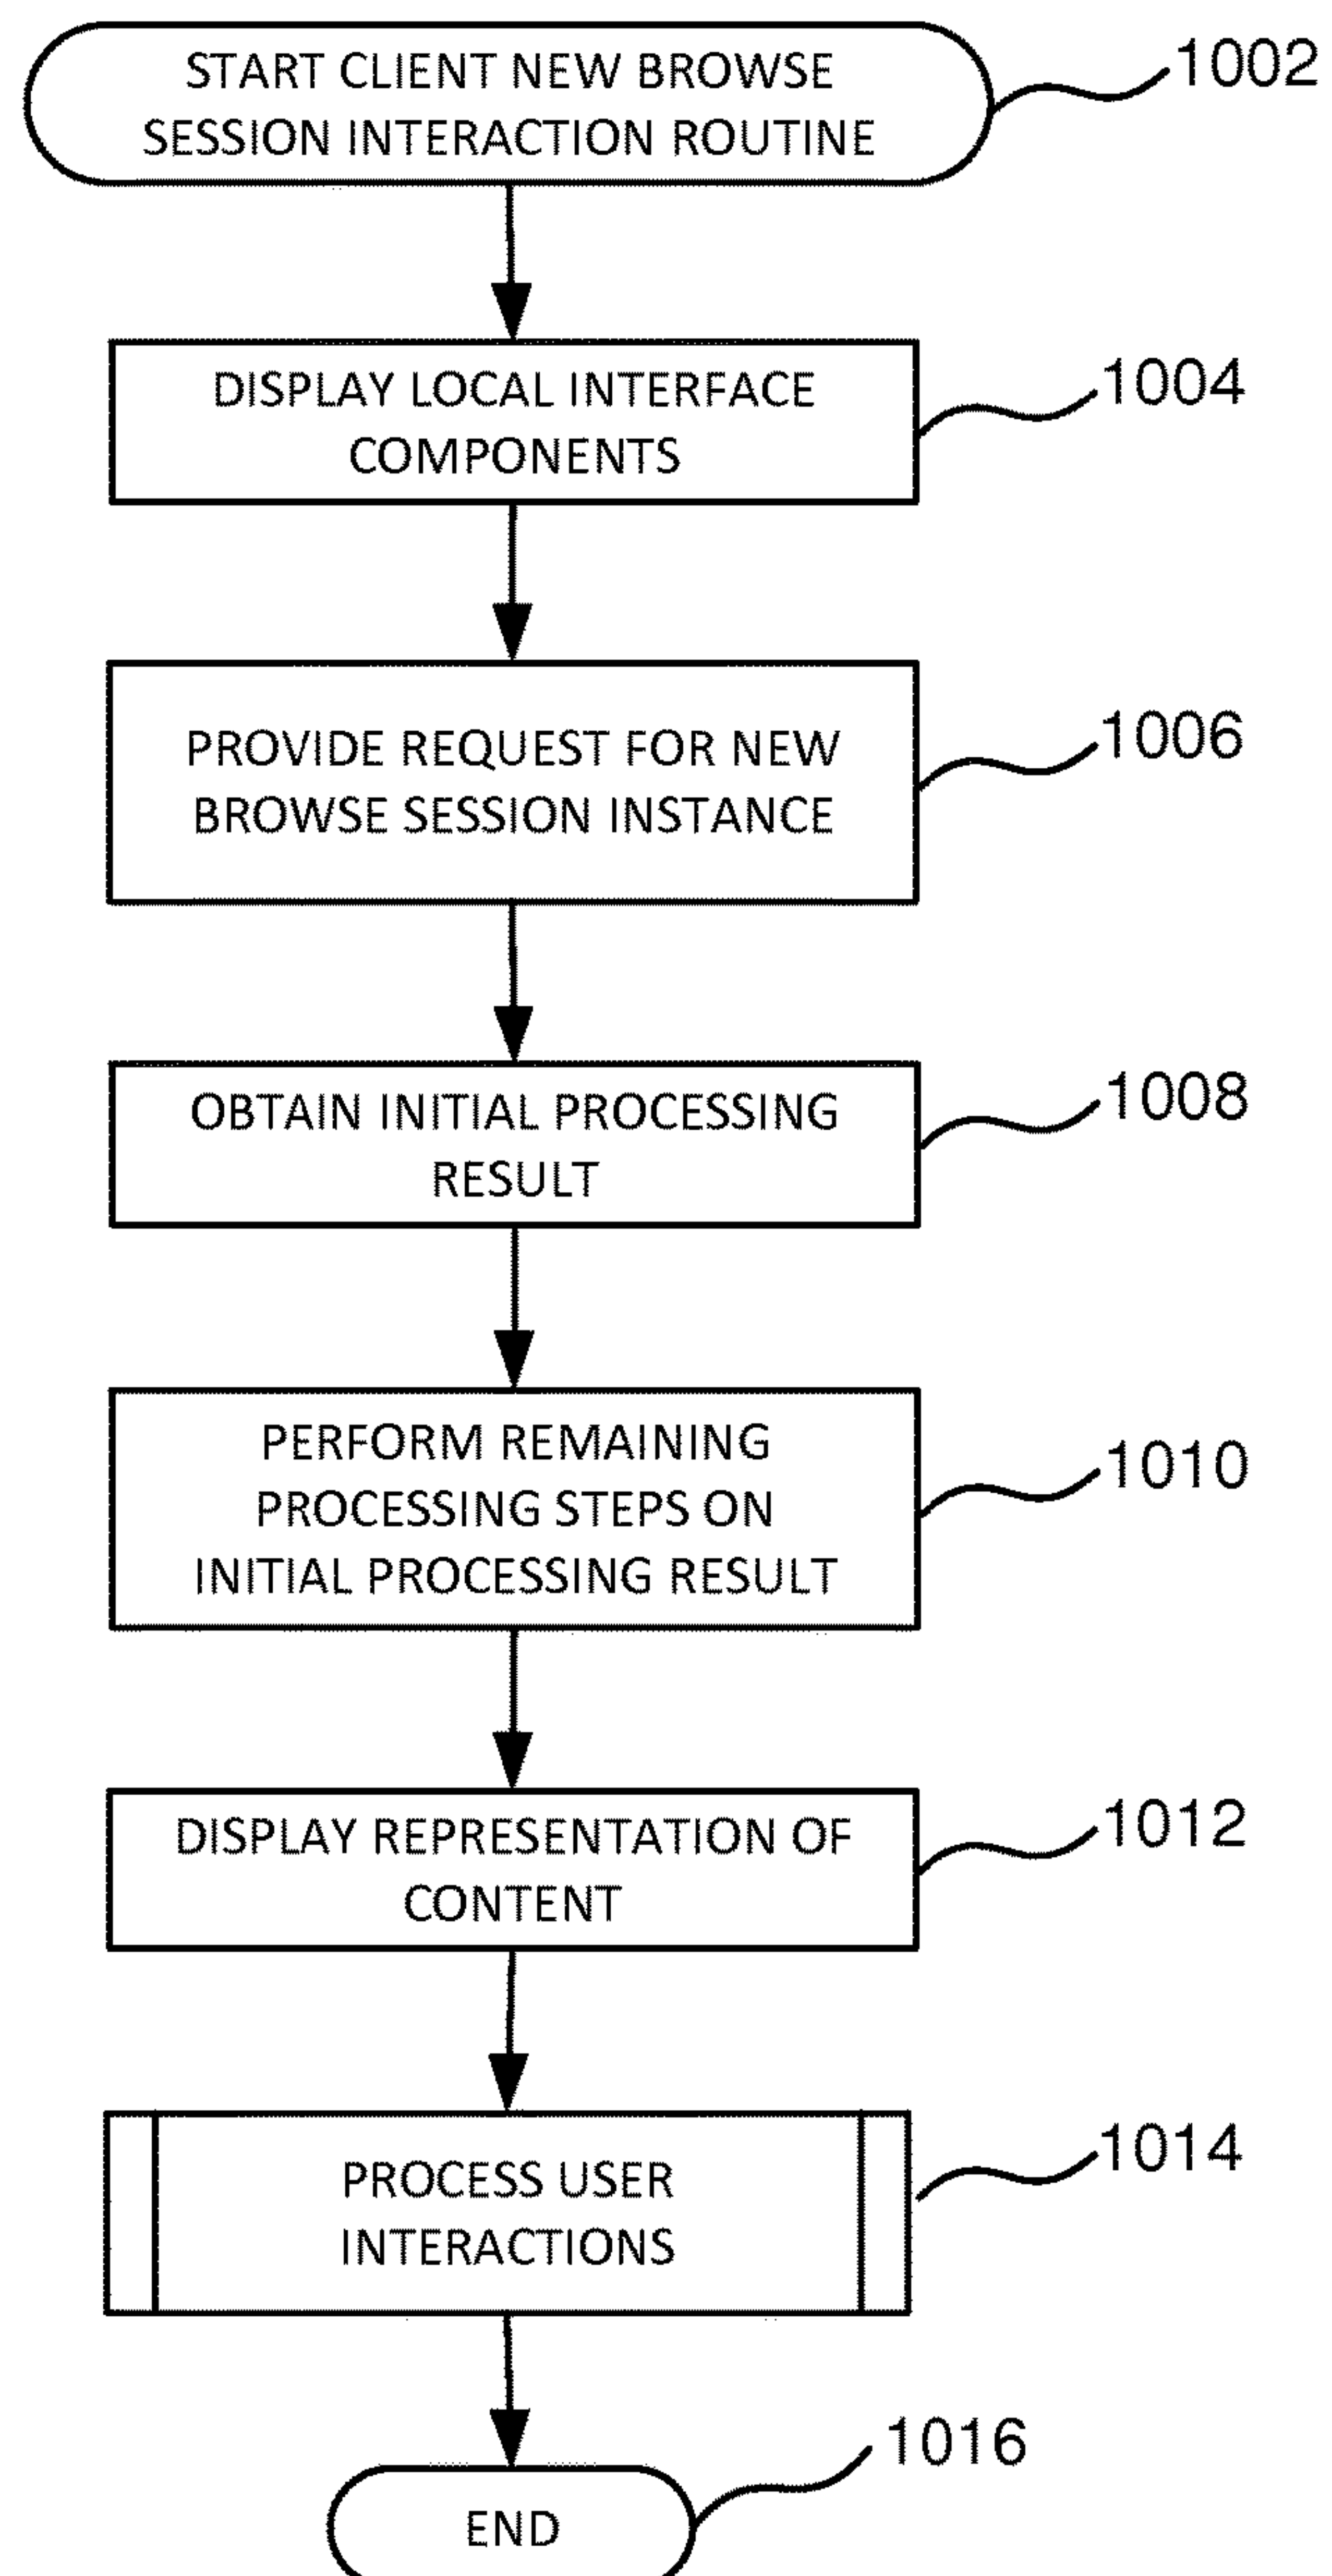 START CLIENT NEW BROWSE
SESSION INTERACTION ROUTINE
1002
DISPLAY LOCAL INTERFACE
COMPONENTS
1004
PROVIDE REQUEST FOR NEW
BROWSE SESSION INSTANCE
1006
OBTAIN INITIAL PROCESSING
RESULT
1008
PERFORM REMAINING
PROCESSING STEPS ON
INITIAL PROCESSING RESULT
1010
DISPLAY REPRESENTATION OF
CONTENT
1012
PROCESS USER
INTERACTIONS
1014
END
1016